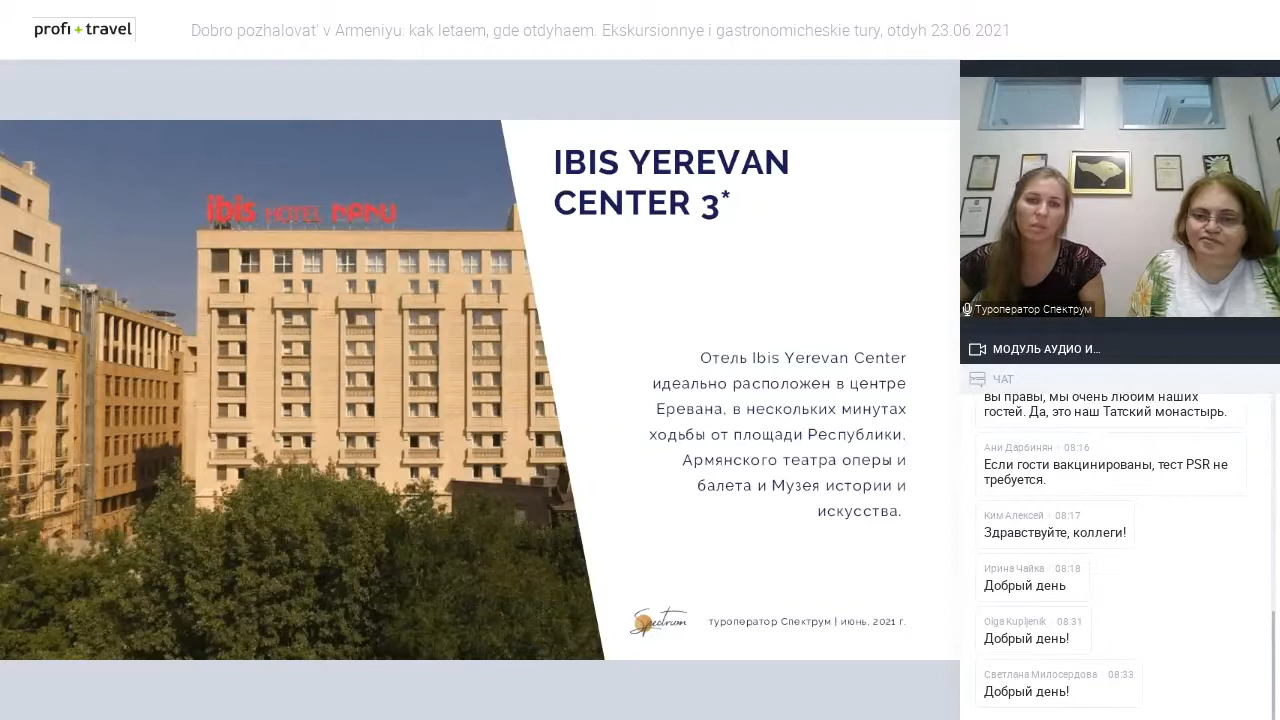 profi travel
Dobro pozhalovat' v Armeniyu: kak letaem, gde otdyhaem. Ekskursionnye i gastronomicheskie tury, otdyh 23.06 2021
ibis HOTEL
IBIS YEREVAN
CENTER 3*
Отель Ibis Yerevan Center
идеально расположен в центре
Еревана, в нескольких минутах
ходьбы от площади Республики,
Армянского театра оперы и
балета и Музея истории и
искусства.
Spectrum
туроператор Спектрум | июнь, 2021 г.
Туроператор Спектрум
МОДУЛЬ АУДИО И...
ЧАТ
вы правы, мы очень любим наших
гостей. Да, это наш Татский монастырь.
Ани Дарбинян · 08:16
Если гости вакцинированы, тест PSR не
требуется.
Ким Алексей · 08:17
Здравствуйте, коллеги!
Ирина Чайка · 08:18
Добрый день
Olga Kupljenik 08:31
Добрый день!
Светлана Милосердова 08:33
Добрый день!